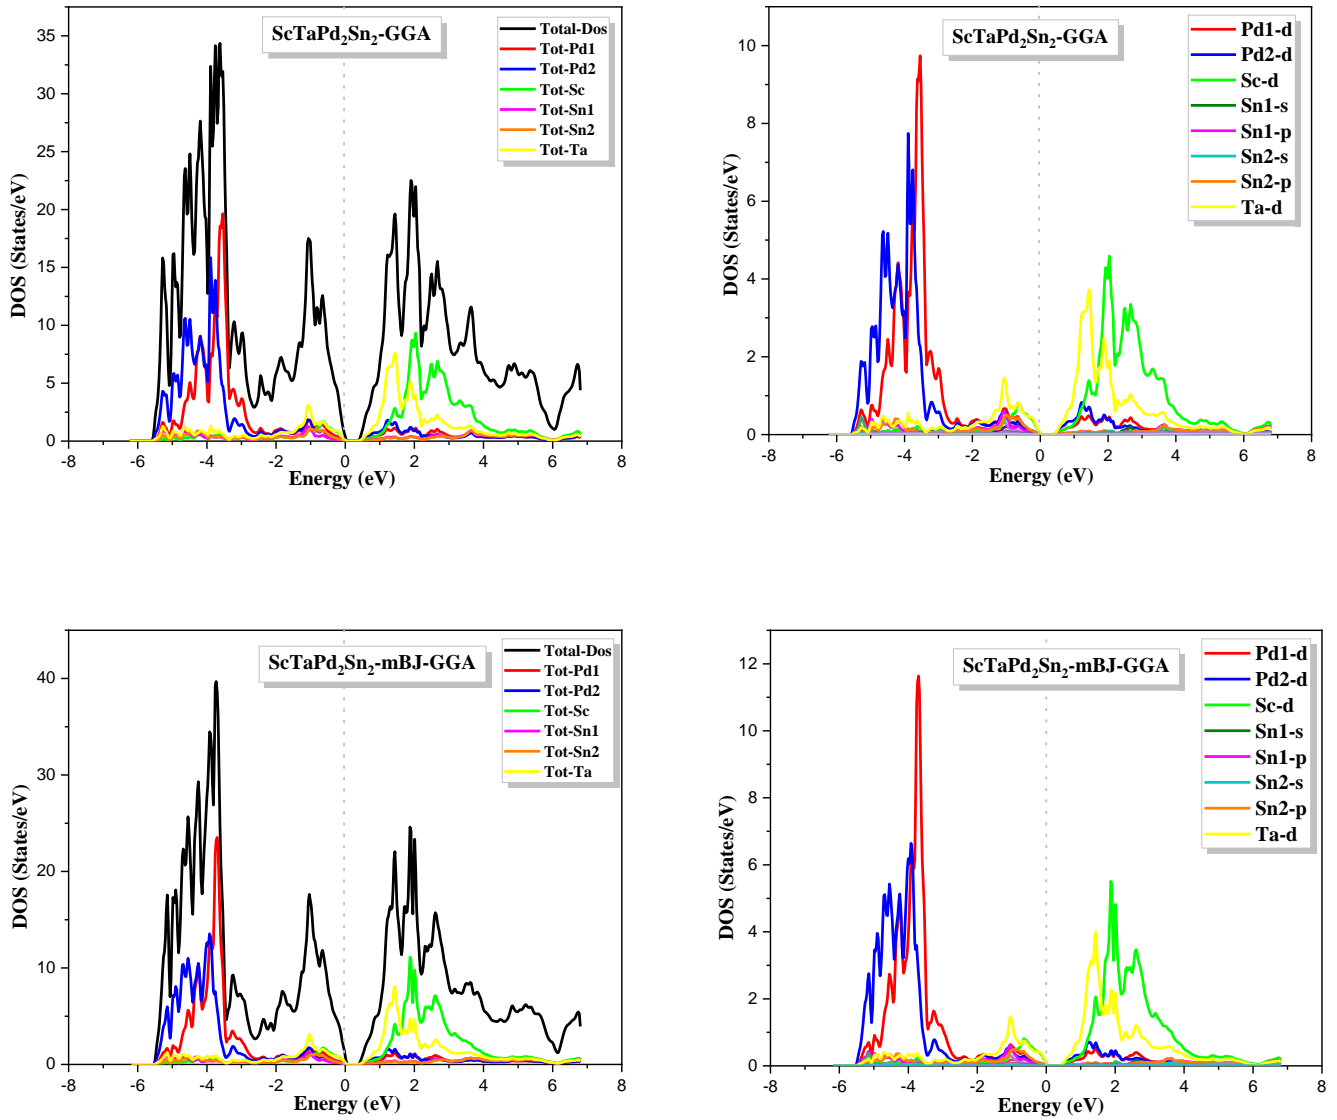 ScTaPd₂Sn₂-GGA
Total-Dos
Tot-Pd1
Tot-Pd2
Tot-Sc
Tot-Sn1
Tot-Sn2
Tot-Ta
DOS (States/eV)
35
30
25
20
15
10
5
0
-8 -6 -4 -2 0 2 4 6 8
Energy (eV)
ScTaPd₂Sn₂-GGA
Pd1-d
Pd2-d
Sc-d
Sn1-s
Sn1-p
Sn2-s
Sn2-p
Ta-d
DOS (States/eV)
10
8
6
4
2
0
-8 -6 -4 -2 0 2 4 6 8
Energy (eV)
ScTaPd₂Sn₂-mBJ-GGA
Total-Dos
Tot-Pd1
Tot-Pd2
Tot-Sc
Tot-Sn1
Tot-Sn2
Tot-Ta
DOS (States/eV)
40
30
20
10
0
-8 -6 -4 -2 0 2 4 6 8
Energy (eV)
ScTaPd₂Sn₂-mBJ-GGA
Pd1-d
Pd2-d
Sc-d
Sn1-s
Sn1-p
Sn2-s
Sn2-p
Ta-d
DOS (States/eV)
12
10
8
6
4
2
0
-8 -6 -4 -2 0 2 4 6 8
Energy (eV)